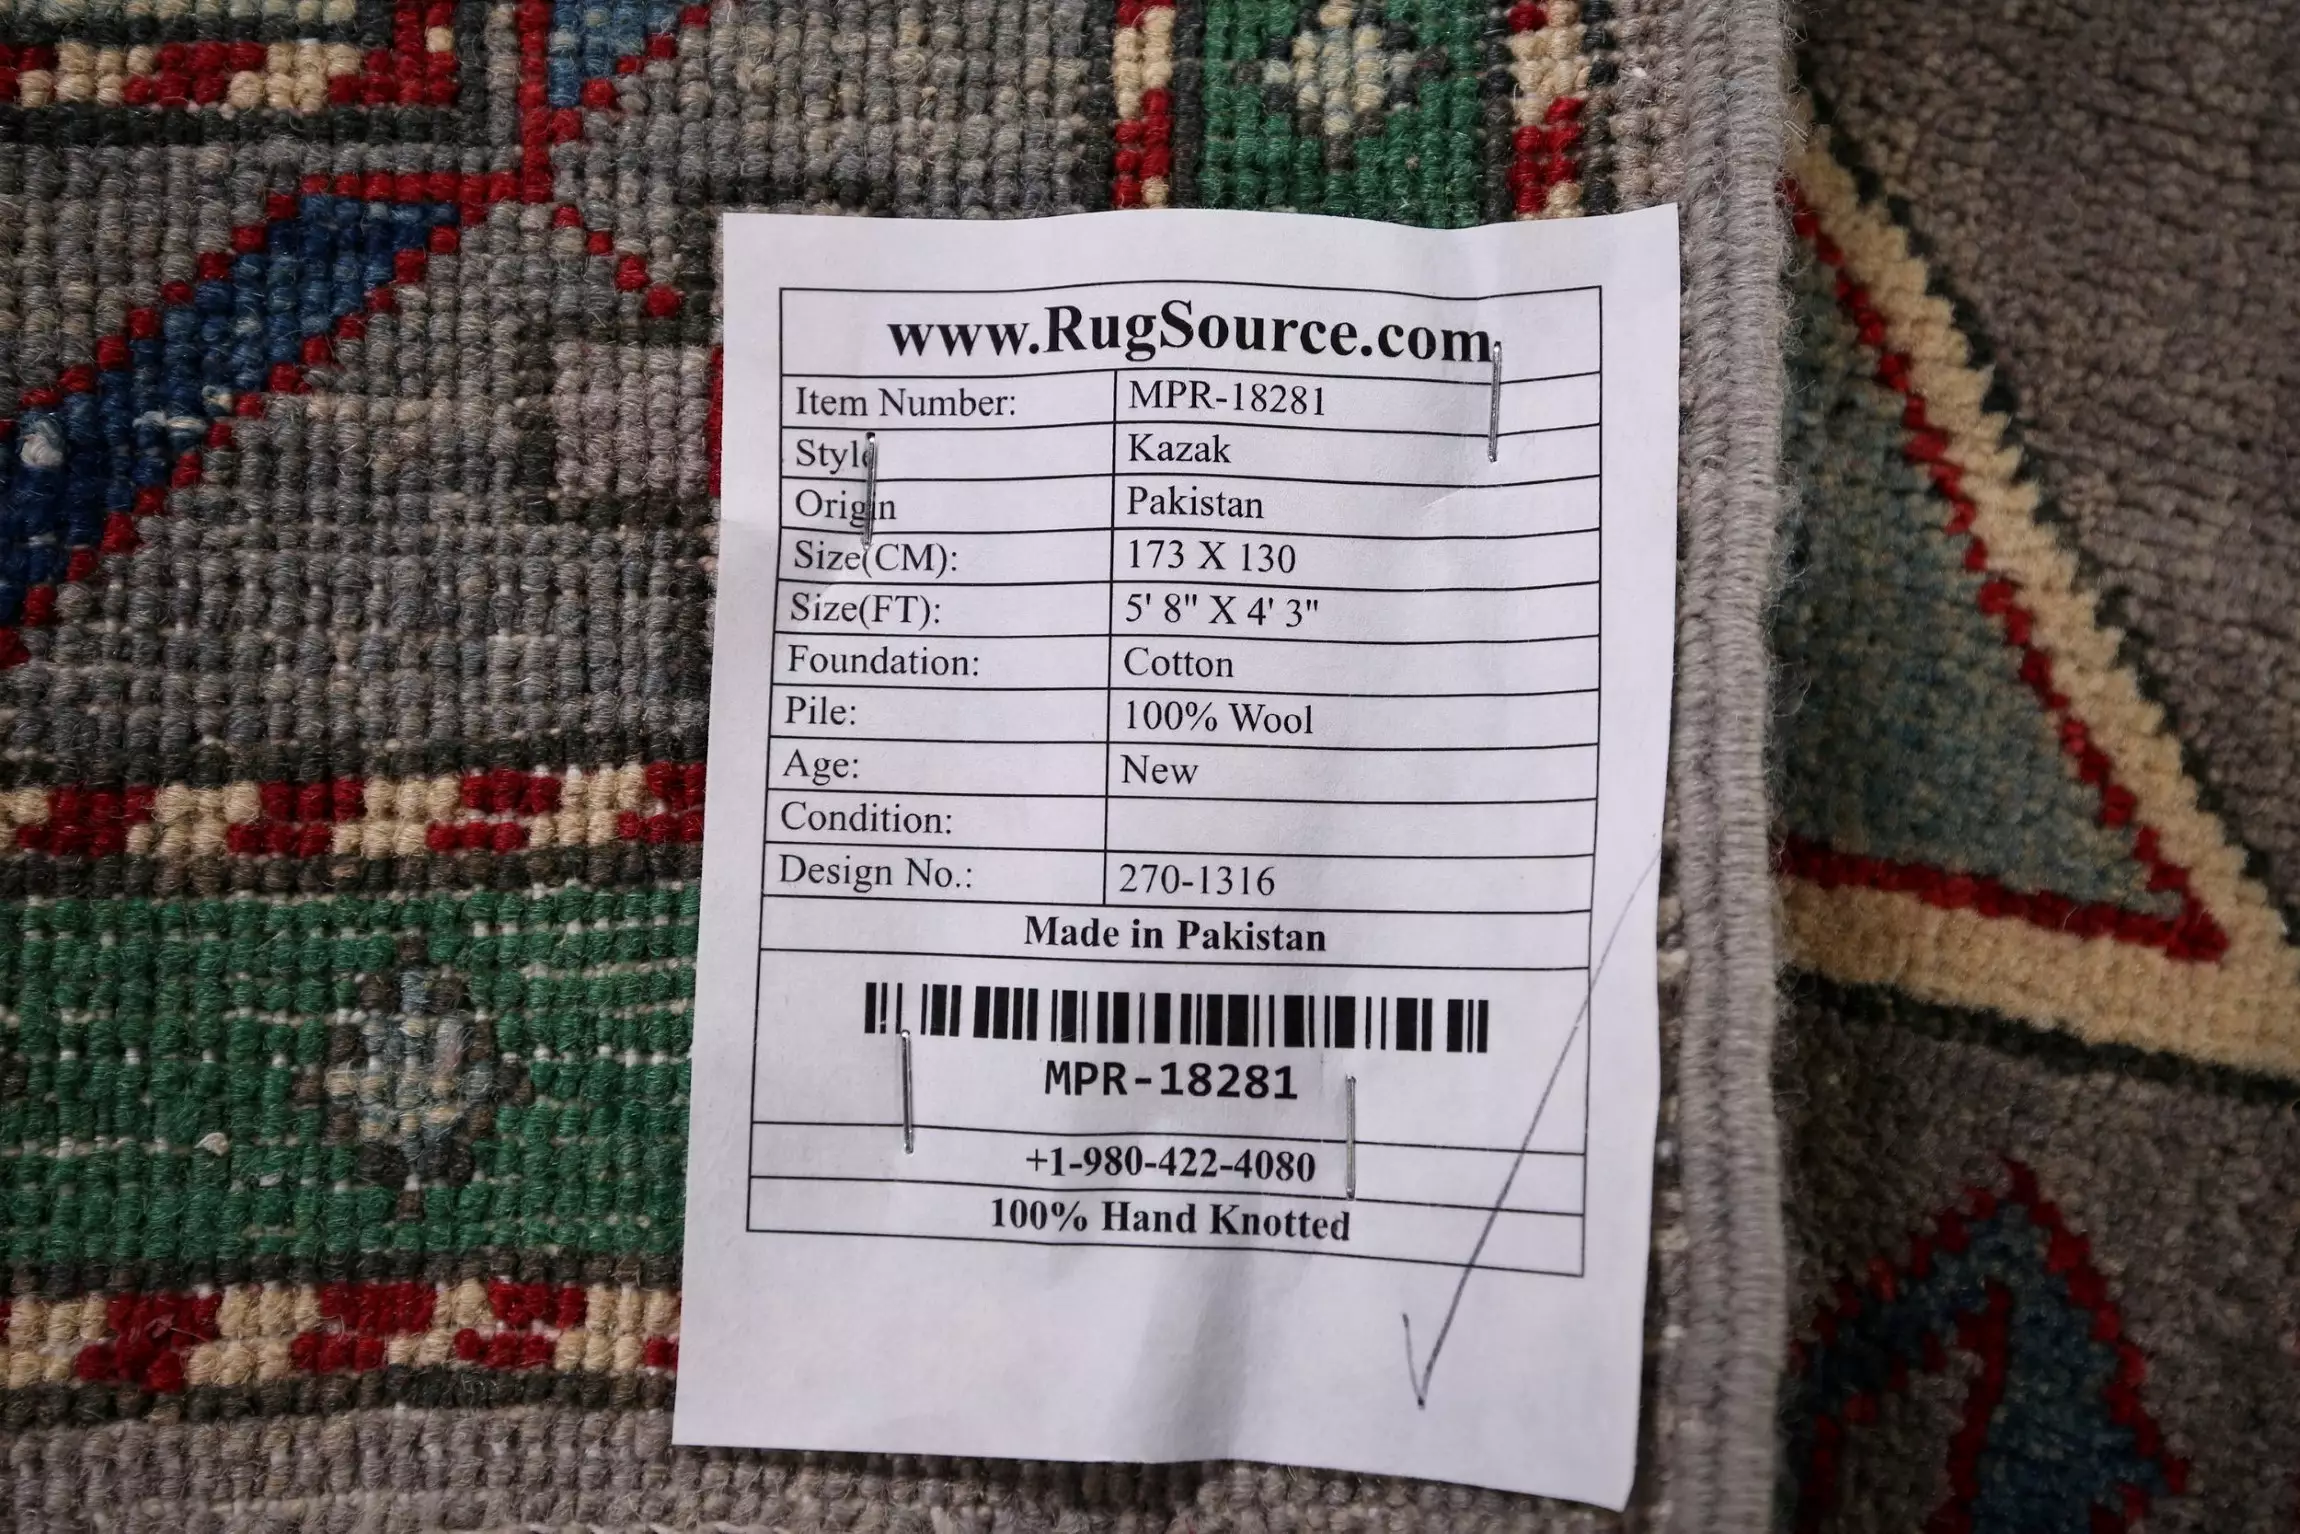 www.RugSource.com
Item Number: MPR-18281
Style Kazak
Origin Pakistan
Size(CM): 173 X 130
Size(FT): 5' 8" X 4' 3"
Foundation: Cotton
Pile: 100% Wool
Age: New
Condition:
Design No.: 270-1316
Made in Pakistan
MPR-18281
+1-980-422-4080
100% Hand Knotted